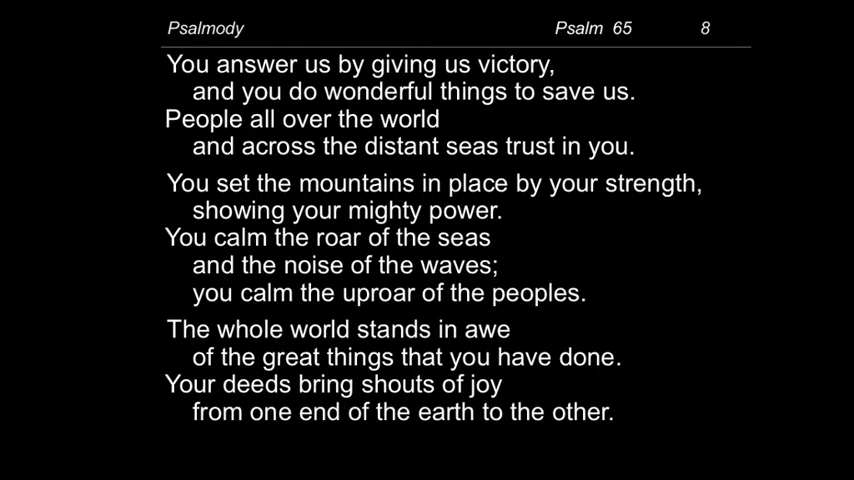 Psalmody Psalm 65 8
You answer us by giving us victory,
and you do wonderful things to save us.
People all over the world
and across the distant seas trust in you.
You set the mountains in place by your strength,
showing your mighty power.
You calm the roar of the seas
and the noise of the waves;
you calm the uproar of the peoples.
The whole world stands in awe
of the great things that you have done.
Your deeds bring shouts of joy
from one end of the earth to the other.